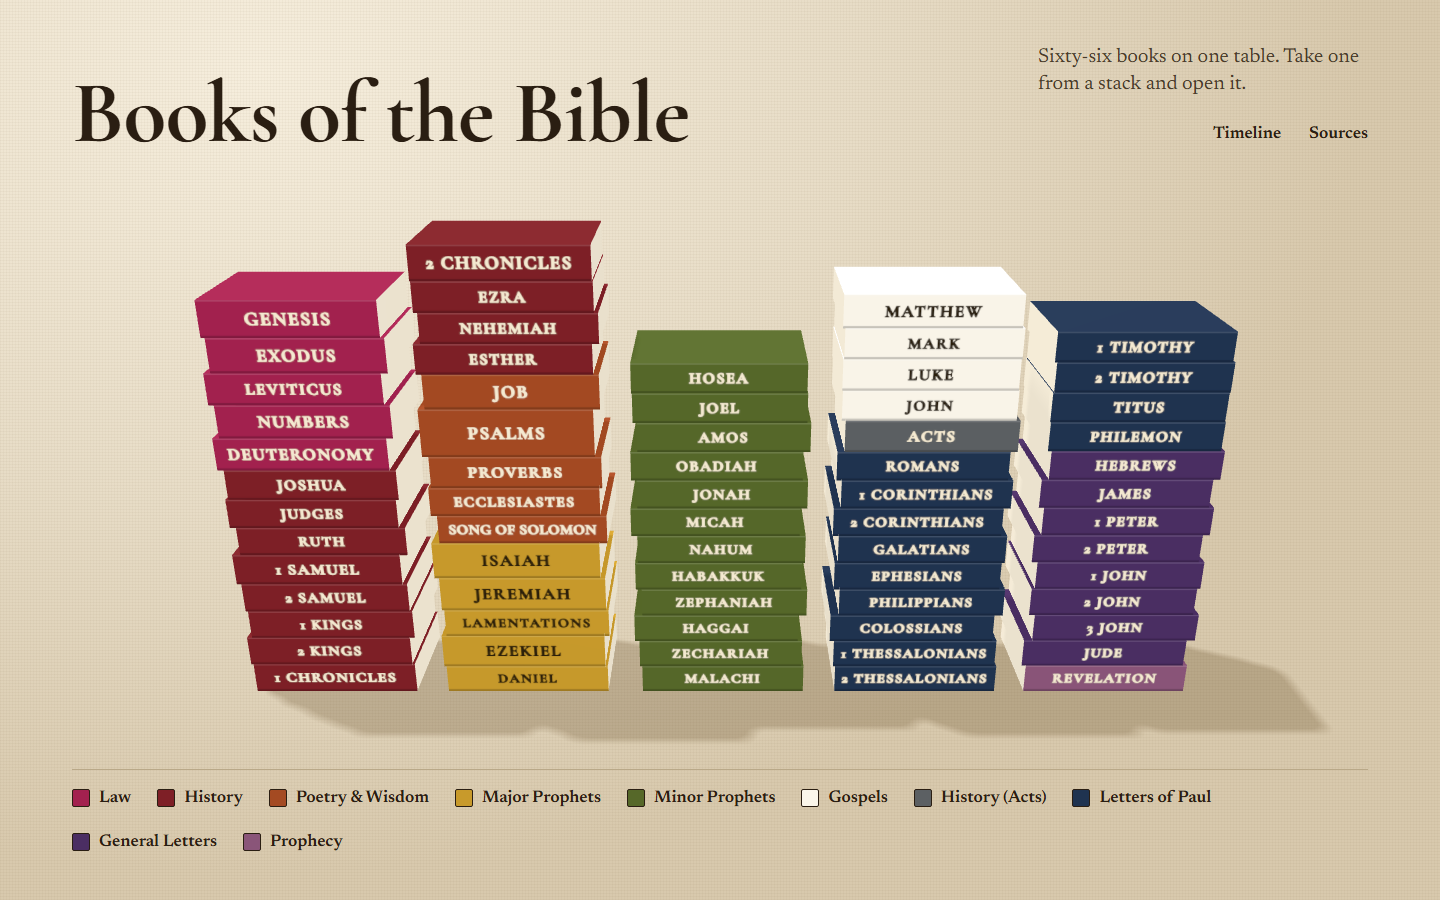 Books of the Bible
Sixty-six books on one table. Take one
from a stack and open it.
Timeline Sources
GENESIS
EXODUS
LEVITICUS
NUMBERS
DEUTERONOMY
JOSHUA
JUDGES
RUTH
1 SAMUEL
2 SAMUEL
1 KINGS
2 KINGS
1 CHRONICLES
2 CHRONICLES
EZRA
NEHEMIAH
ESTHER
JOB
PSALMS
PROVERBS
ECCLESIASTES
SONG OF SOLOMON
ISAIAH
JEREMIAH
LAMENTATIONS
EZEKIEL
DANIEL
HOSEA
JOEL
AMOS
OBADIAH
JONAH
MICAH
NAHUM
HABAKKUK
ZEPHANIAH
HAGGAI
ZECHARIAH
MALACHI
MATTHEW
MARK
LUKE
JOHN
ACTS
ROMANS
1 CORINTHIANS
2 CORINTHIANS
GALATIANS
EPHESIANS
PHILIPPIANS
COLOSSIANS
1 THESSALONIANS
2 THESSALONIANS
1 TIMOTHY
2 TIMOTHY
TITUS
PHILEMON
HEBREWS
JAMES
1 PETER
2 PETER
1 JOHN
2 JOHN
3 JOHN
JUDE
REVELATION
Law History Poetry & Wisdom Major Prophets Minor Prophets Gospels History (Acts) Letters of Paul
General Letters Prophecy